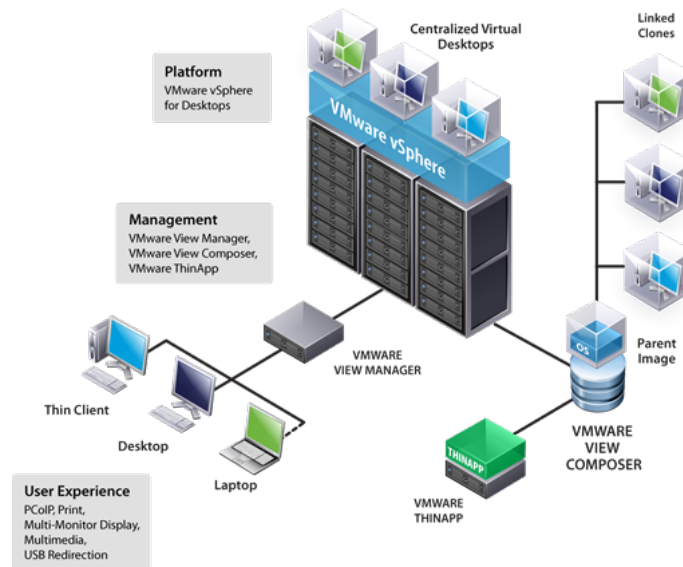 Centralized Virtual
Desktops
Linked
Clones
Platform
VMware vSphere
for Desktops
VMware vSphere
Management
VMware View Manager,
VMware View Composer,
VMware ThinApp
VMWARE
VIEW MANAGER
OS
Parent
Image
Thin Client
Desktop
Laptop
VMWARE
VIEW
COMPOSER
THINAPP
VMWARE
THINAPP
User Experience
PCoIP, Print,
Multi-Monitor Display,
Multimedia,
USB Redirection